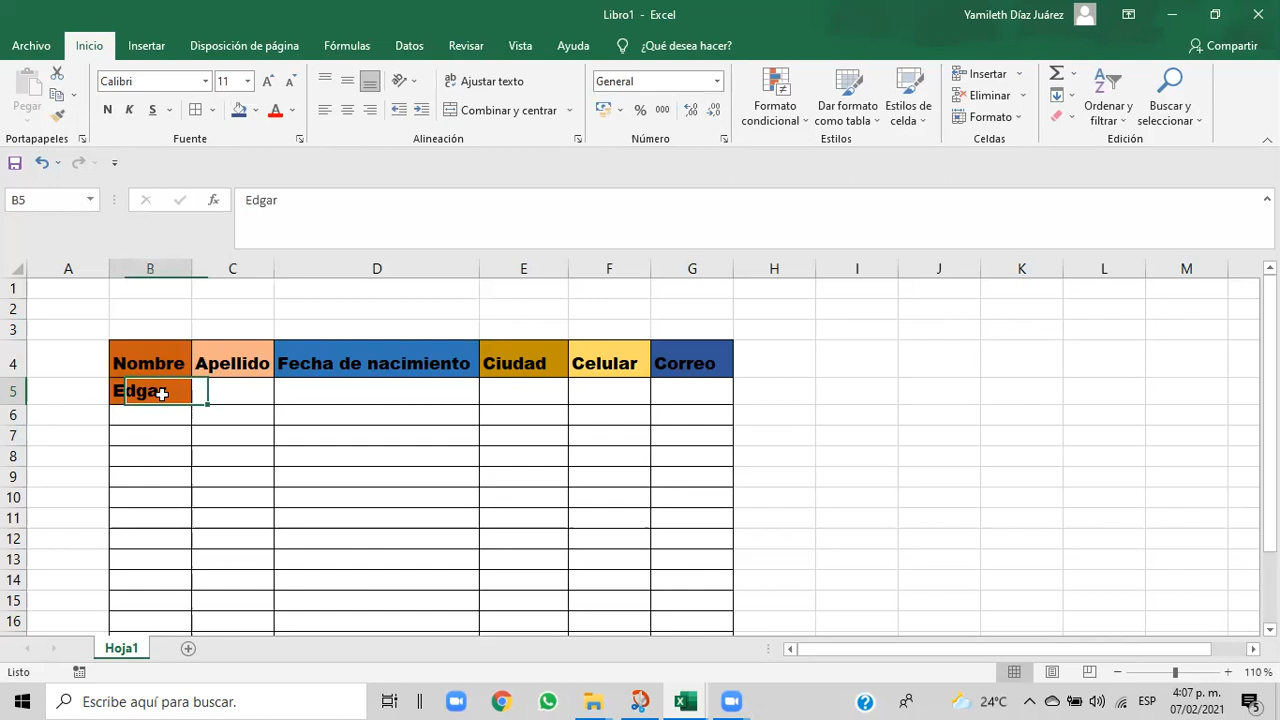 Libro1 - Excel
Yamileth Díaz Juárez
Archivo Inicio Insertar Disposición de página Fórmulas Datos Revisar Vista Ayuda ¿Qué desea hacer? Compartir
Pegar
Calibri 11
N K S
Ajustar texto
Combinar y centrar
General
% 000
Formato condicional
Dar formato como tabla
Estilos de celda
Insertar
Eliminar
Formato
Ordenar y filtrar
Buscar y seleccionar
Portapapeles Fuente Alineación Número Estilos Celdas Edición
B5 fx Edgar
A B C D E F G H I J K L M
1
2
3
4 Nombre Apellido Fecha de nacimiento Ciudad Celular Correo
5 Edgar
6
7
8
9
10
11
12
13
14
15
16
Hoja1
Listo 110 %
Escribe aquí para buscar. 24°C ESP 4:07 p. m.
07/02/2021 5